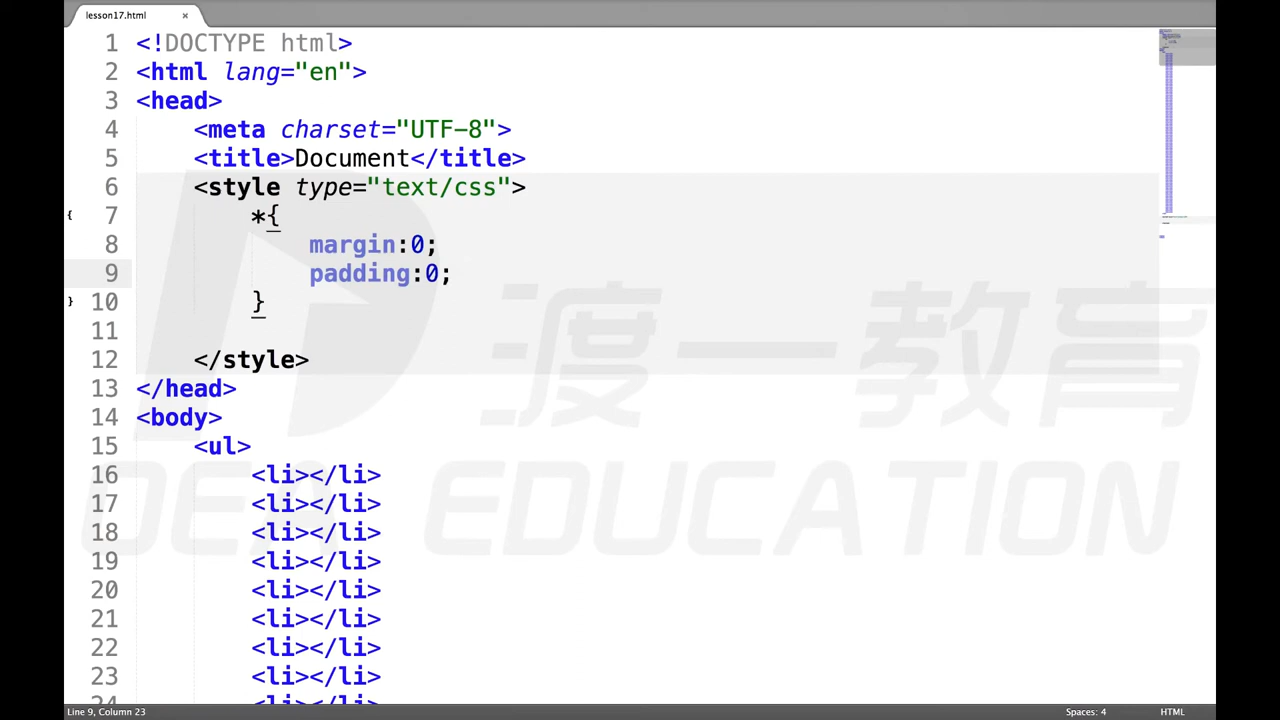 lesson17.html ×
1 <!DOCTYPE html>
2 <html lang="en">
3 <head>
4 <meta charset="UTF-8">
5 <title>Document</title>
6 <style type="text/css">
{ 7 *{
8 margin:0;
9 padding:0;
} 10 }
11
12 </style>
13 </head>
14 <body>
15 <ul>
16 <li></li>
17 <li></li>
18 <li></li>
19 <li></li>
20 <li></li>
21 <li></li>
22 <li></li>
23 <li></li>
24 <li></li>
渡一教育
EDUCATION
Line 9, Column 23
Spaces: 4
HTML